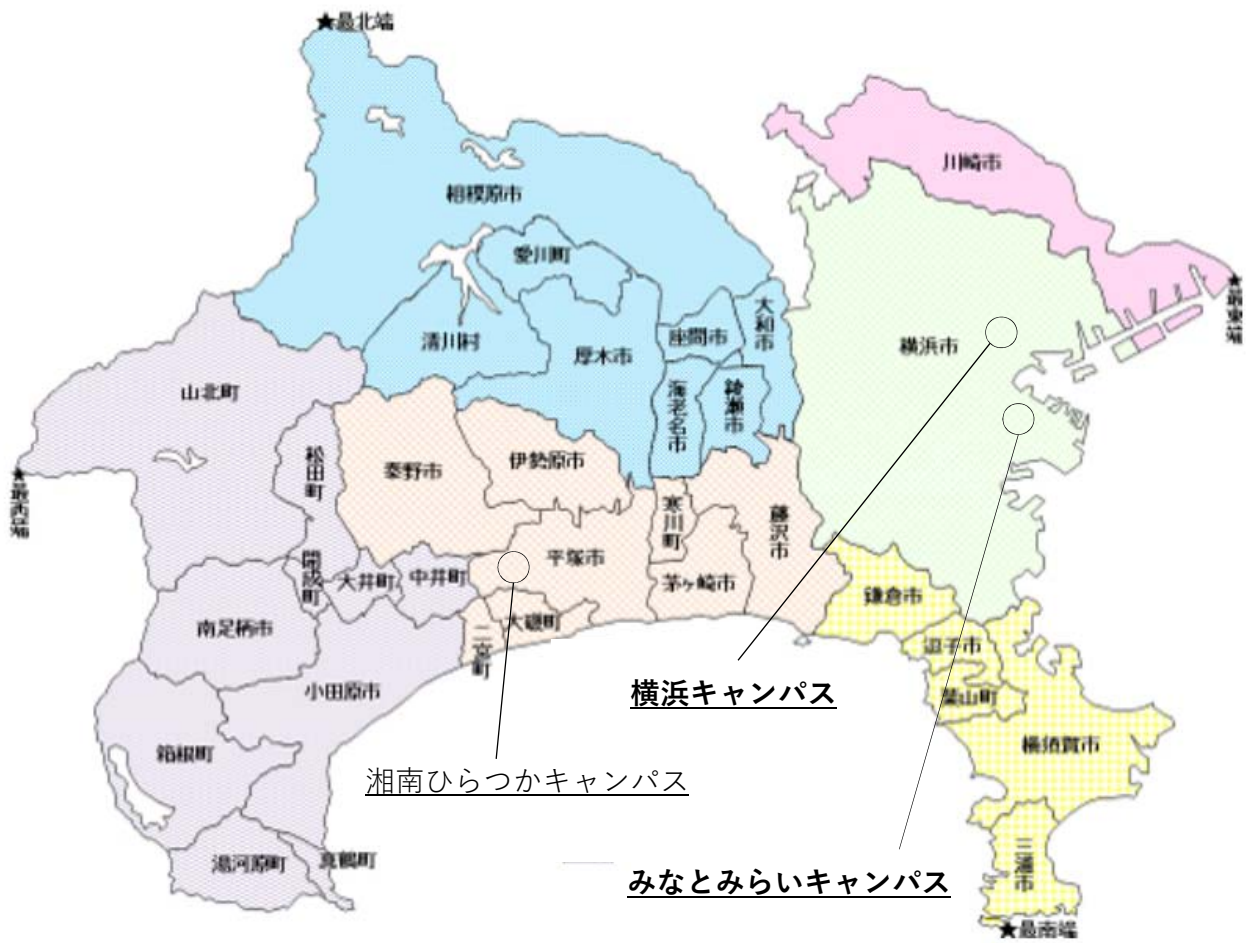 ★最北端
川崎市
相模原市
愛川町
大和市
★最東端
座間市
清川村
厚木市
横浜市
山北町
海老名市
綾瀬市
松田町
秦野市
伊勢原市
★最西端
寒川町
藤沢市
開成町
大井町
中井町
平塚市
茅ヶ崎市
鎌倉市
南足柄市
大磯町
二宮町
逗子市
小田原市
横浜キャンパス
葉山町
箱根町
横須賀市
湘南ひらつかキャンパス
湯河原町
真鶴町
三浦市
みなとみらいキャンパス
★最南端